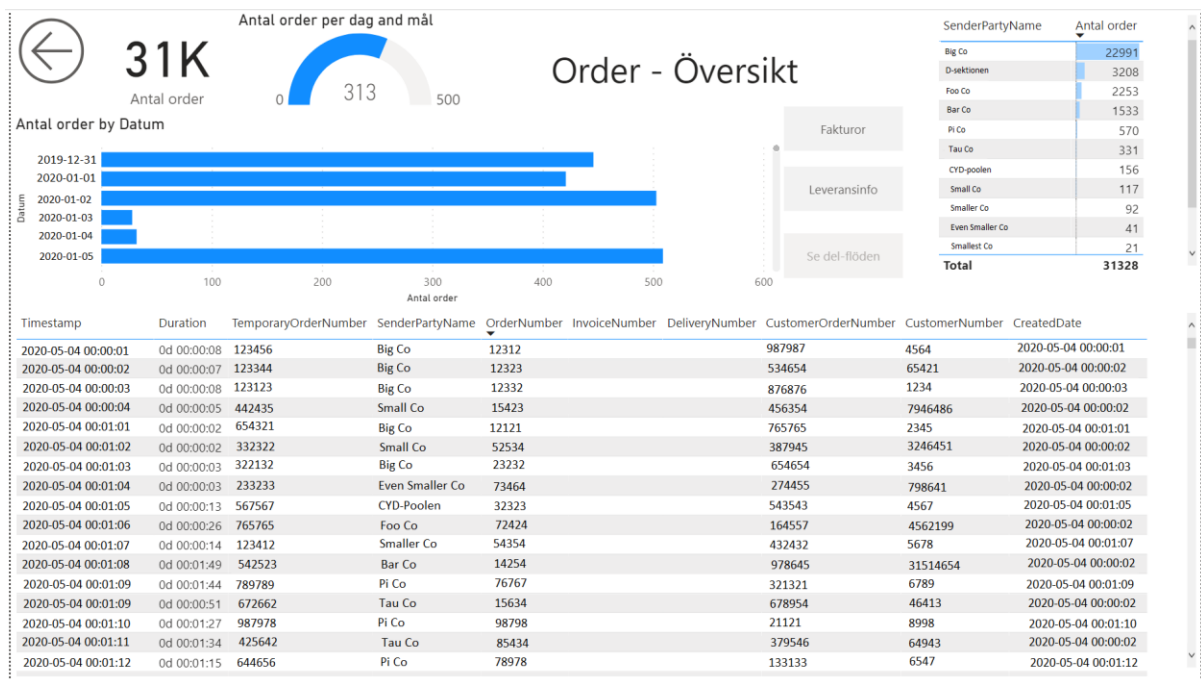 31K
Antal order
Antal order per dag and mål
0 313 500
Order - Översikt
SenderPartyName Antal order
Big Co 22991
D-sektionen 3208
Foo Co 2253
Bar Co 1533
Pi Co 570
Tau Co 331
CYD-poolen 156
Small Co 117
Smaller Co 92
Even Smaller Co 41
Smallest Co 21
Total 31328
Antal order by Datum
Datum
2019-12-31
2020-01-01
2020-01-02
2020-01-03
2020-01-04
2020-01-05
0 100 200 300 400 500 600
Antal order
Fakturor
Leveransinfo
Se del-flöden
Timestamp Duration TemporaryOrderNumber SenderPartyName OrderNumber InvoiceNumber DeliveryNumber CustomerOrderNumber CustomerNumber CreatedDate
2020-05-04 00:00:01 0d 00:00:08 123456 Big Co 12312 987987 4564 2020-05-04 00:00:01
2020-05-04 00:00:02 0d 00:00:07 123344 Big Co 12323 534654 65421 2020-05-04 00:00:02
2020-05-04 00:00:03 0d 00:00:08 123123 Big Co 12332 876876 1234 2020-05-04 00:00:03
2020-05-04 00:00:04 0d 00:00:05 442435 Small Co 15423 456354 7946486 2020-05-04 00:00:02
2020-05-04 00:01:01 0d 00:00:02 654321 Big Co 12121 765765 2345 2020-05-04 00:01:01
2020-05-04 00:01:02 0d 00:00:02 332322 Small Co 52534 387945 3246451 2020-05-04 00:00:02
2020-05-04 00:01:03 0d 00:00:03 322132 Big Co 23232 654654 3456 2020-05-04 00:01:03
2020-05-04 00:01:04 0d 00:00:03 233233 Even Smaller Co 73464 274455 798641 2020-05-04 00:00:02
2020-05-04 00:01:05 0d 00:00:13 567567 CYD-Poolen 32323 543543 4567 2020-05-04 00:01:05
2020-05-04 00:01:06 0d 00:00:26 765765 Foo Co 72424 164557 4562199 2020-05-04 00:00:02
2020-05-04 00:01:07 0d 00:00:14 123412 Smaller Co 54354 432432 5678 2020-05-04 00:01:07
2020-05-04 00:01:08 0d 00:01:49 542523 Bar Co 14254 978645 31514654 2020-05-04 00:00:02
2020-05-04 00:01:09 0d 00:01:44 789789 Pi Co 76767 321321 6789 2020-05-04 00:01:09
2020-05-04 00:01:09 0d 00:00:51 672662 Tau Co 15634 678954 46413 2020-05-04 00:00:02
2020-05-04 00:01:10 0d 00:01:27 987978 Pi Co 98798 21121 8998 2020-05-04 00:01:10
2020-05-04 00:01:11 0d 00:01:34 425642 Tau Co 85434 379546 64943 2020-05-04 00:00:02
2020-05-04 00:01:12 0d 00:01:15 644656 Pi Co 78978 133133 6547 2020-05-04 00:01:12